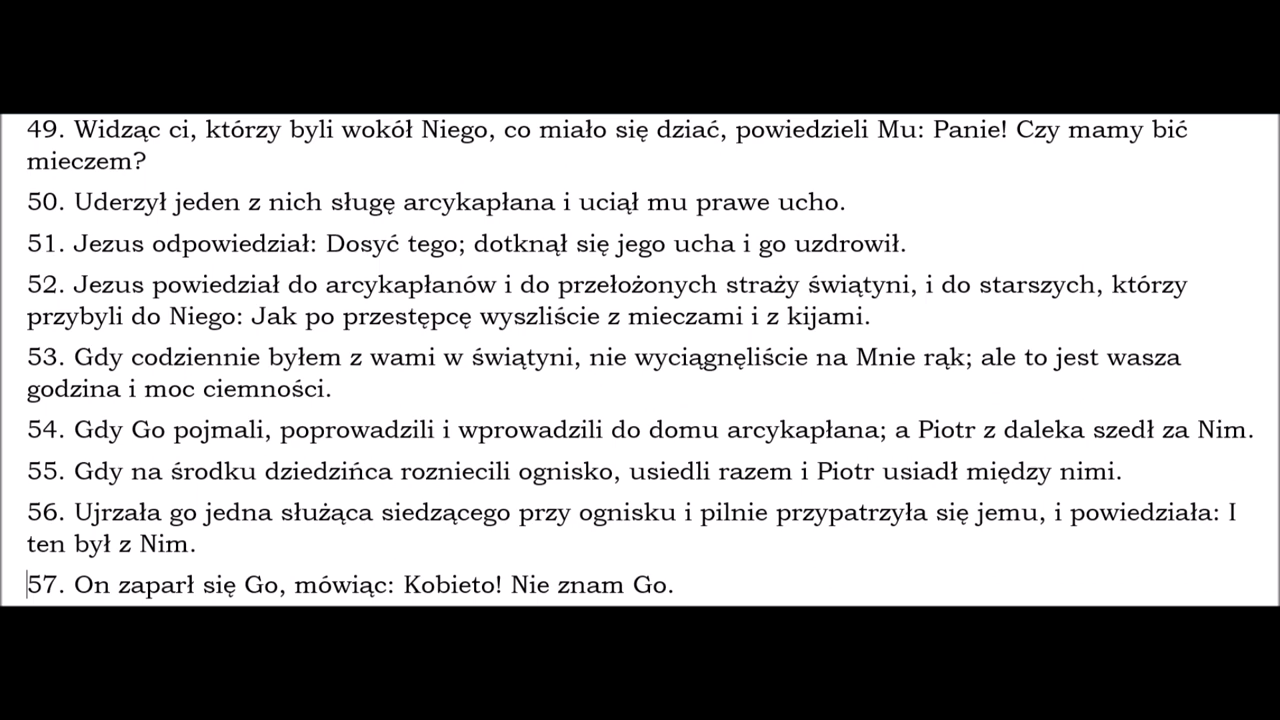 49. Widząc ci, którzy byli wokół Niego, co miało się dziać, powiedzieli Mu: Panie! Czy mamy bić
mieczem?
50. Uderzył jeden z nich sługę arcykapłana i uciął mu prawe ucho.
51. Jezus odpowiedział: Dosyć tego; dotknął się jego ucha i go uzdrowił.
52. Jezus powiedział do arcykapłanów i do przełożonych straży świątyni, i do starszych, którzy
przybyli do Niego: Jak po przestępcę wyszliście z mieczami i z kijami.
53. Gdy codziennie byłem z wami w świątyni, nie wyciągnęliście na Mnie rąk; ale to jest wasza
godzina i moc ciemności.
54. Gdy Go pojmali, poprowadzili i wprowadzili do domu arcykapłana; a Piotr z daleka szedł za Nim.
55. Gdy na środku dziedzińca rozniecili ognisko, usiedli razem i Piotr usiadł między nimi.
56. Ujrzała go jedna służąca siedzącego przy ognisku i pilnie przypatrzyła się jemu, i powiedziała: I
ten był z Nim.
57. On zaparł się Go, mówiąc: Kobieto! Nie znam Go.